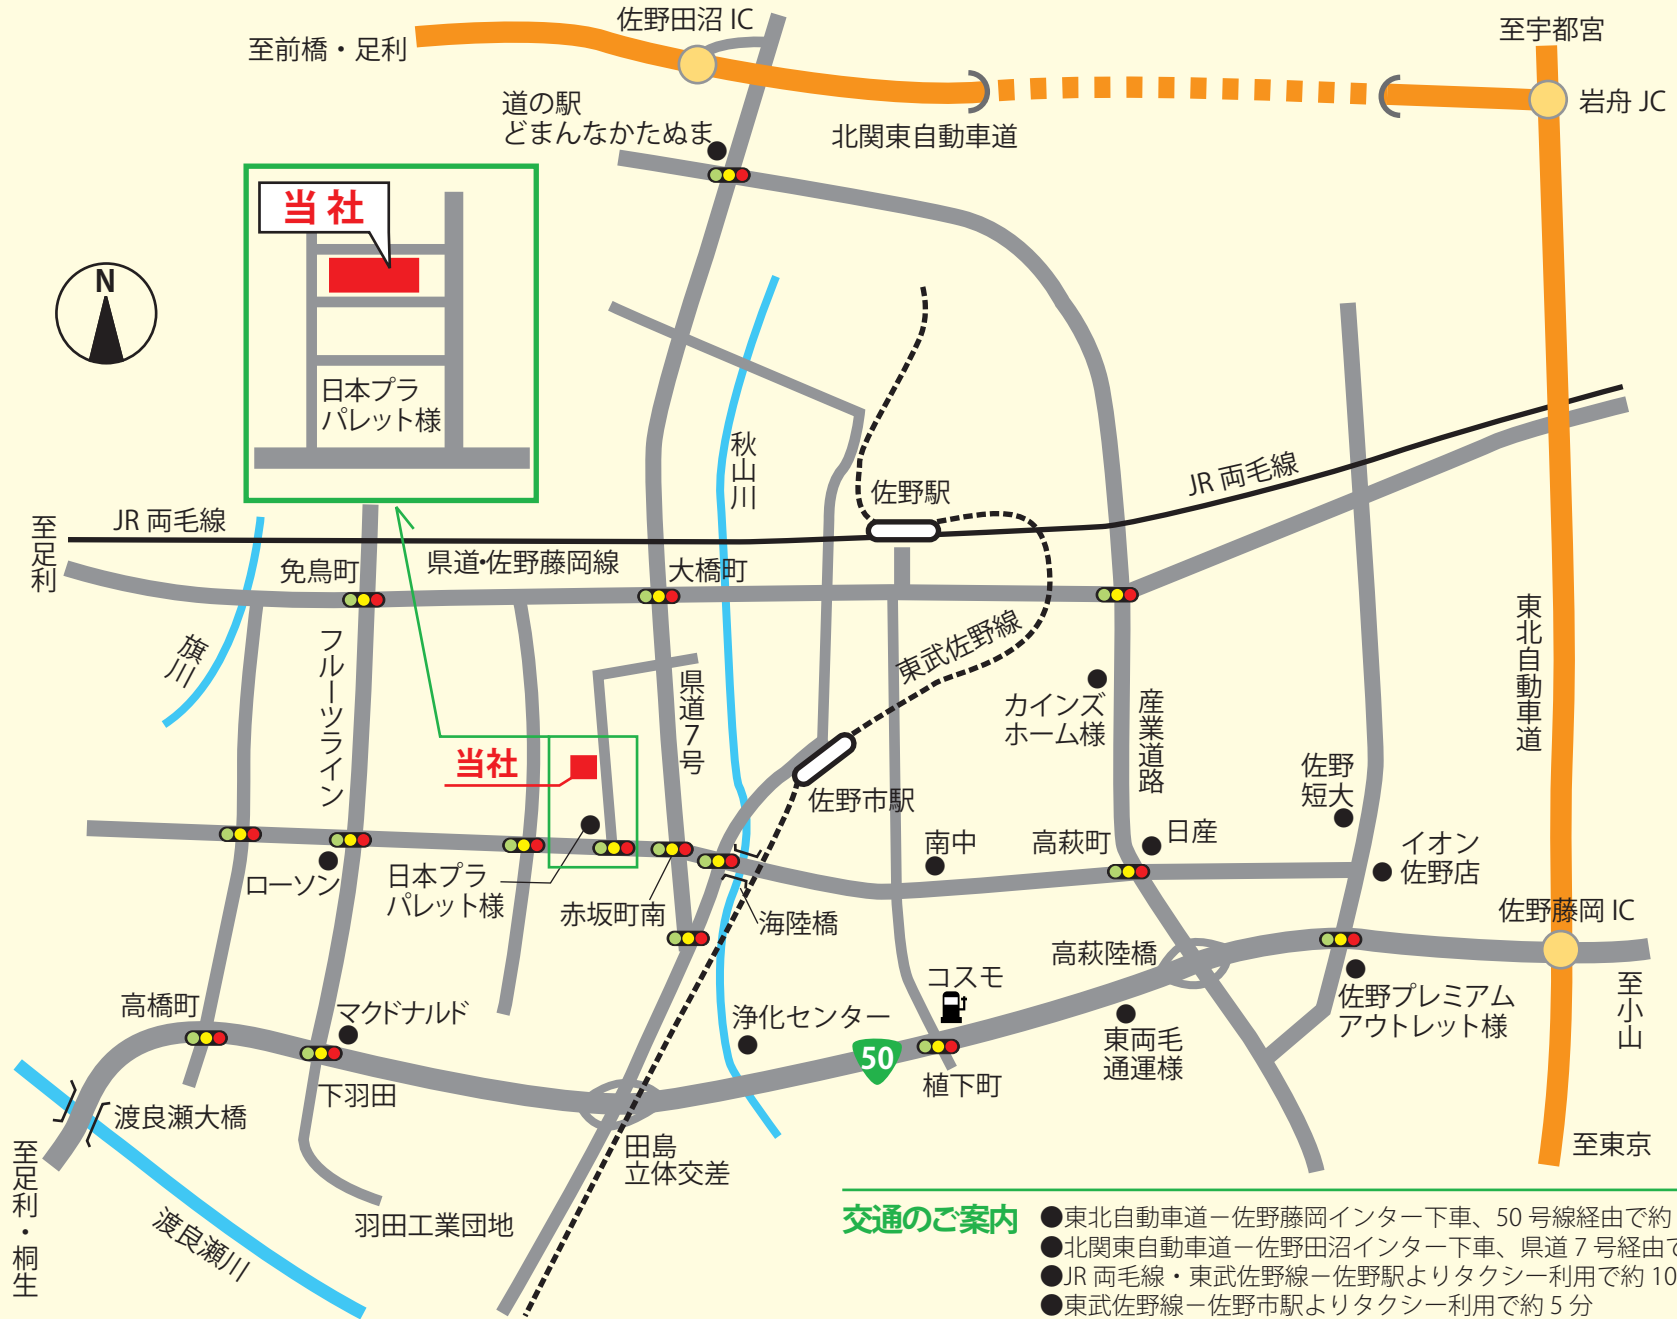 佐野田沼 IC
至宇都宮
至前橋・足利
道の駅
どまんなかたぬま
北関東自動車道
岩舟 JC
当 社
N
日本プラ
パレット様
秋山川
佐野駅
JR 両毛線
至足利
JR 両毛線
県道・佐野藤岡線
免鳥町
大橋町
東北自動車道
旗川
フルーツライン
県道7号
東武佐野線
カインズ
ホーム様
産業道路
当社
佐野市駅
佐野
短大
ローソン
日本プラ
パレット様
赤坂町南
海陸橋
南中
高萩町
日産
イオン
佐野店
佐野藤岡 IC
高橋町
マクドナルド
浄化センター
コスモ
高萩陸橋
佐野プレミアム
アウトレット様
至小山
50
東両毛
通運様
植下町
下羽田
渡良瀬大橋
至足利・桐生
田島
立体交差
至東京
渡良瀬川
羽田工業団地
交通のご案内
●東北自動車道－佐野藤岡インター下車、50 号線経由で約
●北関東自動車道－佐野田沼インター下車、県道 7 号経由で
●JR 両毛線・東武佐野線－佐野駅よりタクシー利用で約 10
●東武佐野線－佐野市駅よりタクシー利用で約 5 分